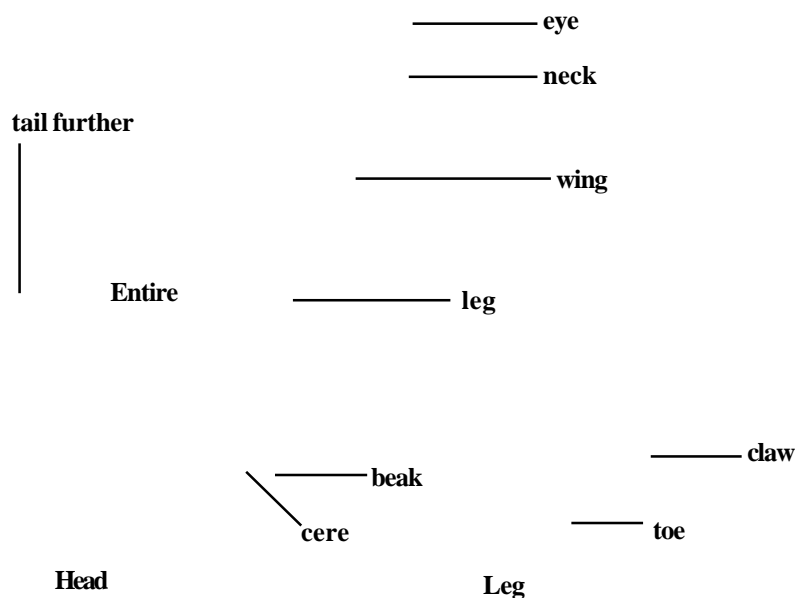 eye
neck
tail further
wing
Entire
leg
claw
beak
toe
cere
Head
Leg